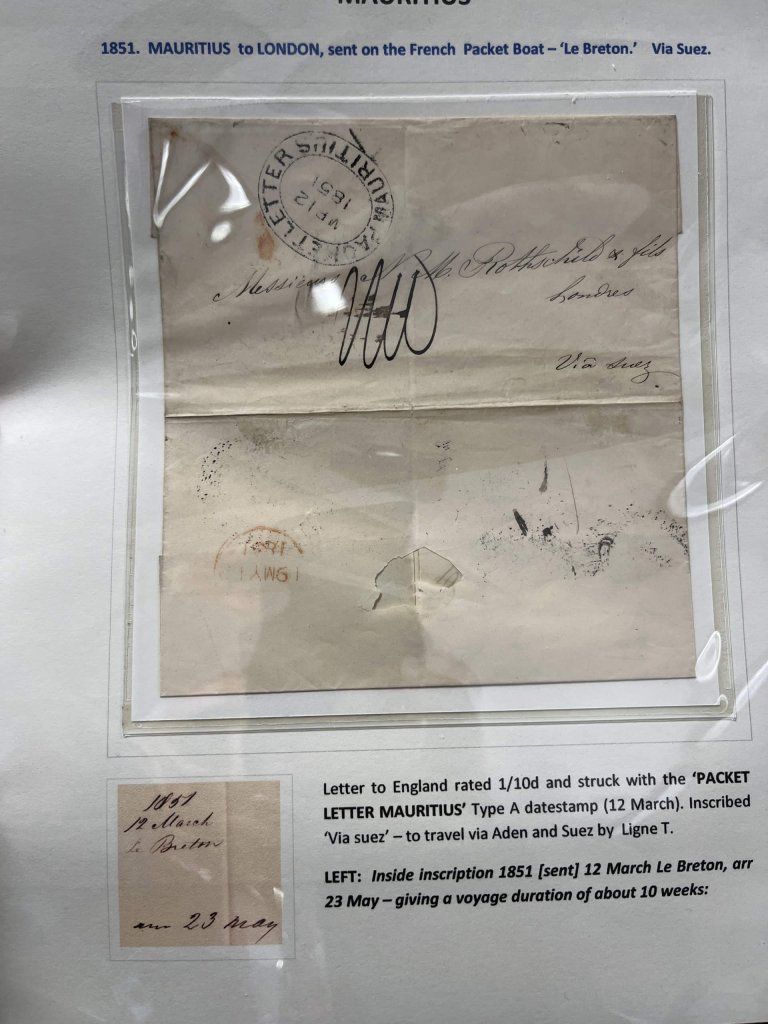 MAURITIUS
1851. MAURITIUS to LONDON, sent on the French Packet Boat – 'Le Breton.' Via Suez.
PACKET LETTER MAURITIUS
12
1851
Messieurs N. M. Rothschild & fils
Londres
Via Suez
19 MY
1851
1851
12 March
le Breton
arr 23 May
Letter to England rated 1/10d and struck with the 'PACKET
LETTER MAURITIUS' Type A datestamp (12 March). Inscribed
'Via suez' – to travel via Aden and Suez by Ligne T.
LEFT: Inside inscription 1851 [sent] 12 March Le Breton, arr
23 May – giving a voyage duration of about 10 weeks: